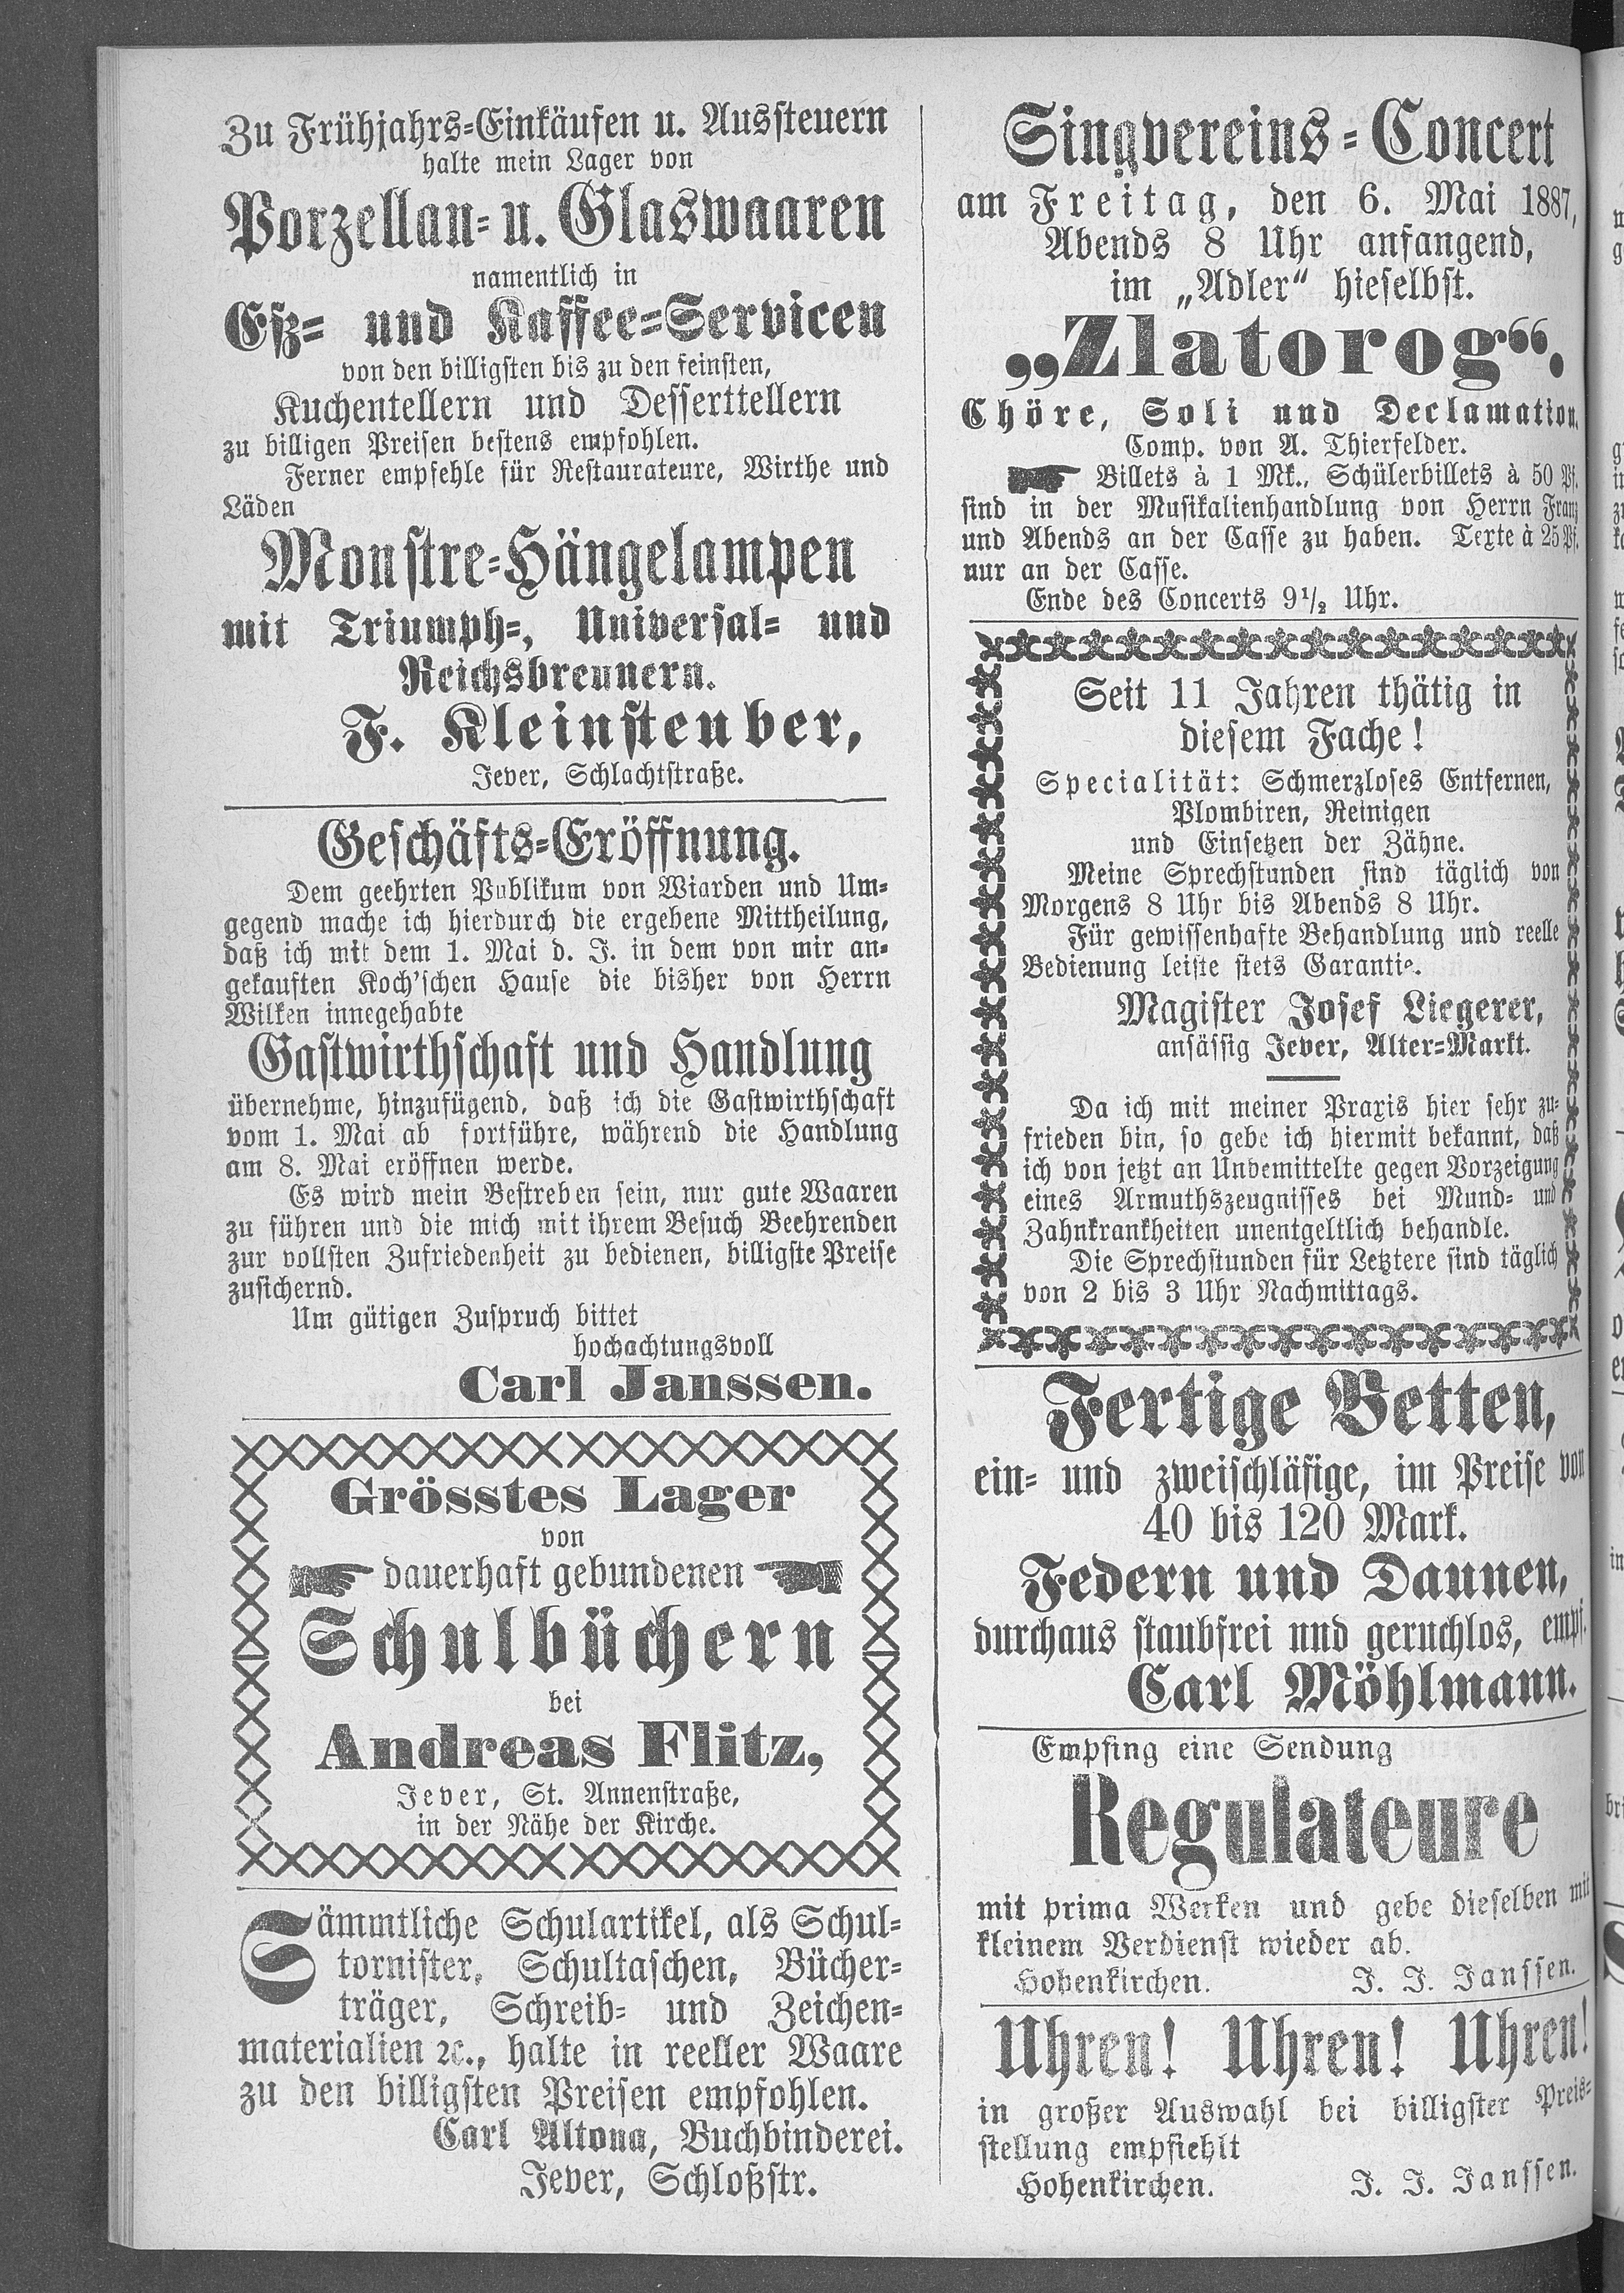 Zu Frühjahrs-Einkäufen u. Aussteuern
halte mein Lager von
Porzellan- u. Glaswaaren
namentlich in
Eß- und Kaffee-Servicen
von den billigsten bis zu den feinsten,
Kuchentellern und Desserttellern
zu billigen Preisen bestens empfohlen.
Ferner empfehle für Restaurateure, Wirthe und
Läden
Monstre-Hängelampen
mit Triumph-, Universal- und
Reichsbrennern.
F. Kleinsteuber,
Jever, Schlachtstraße.
Geschäfts-Eröffnung.
Dem geehrten Publikum von Wiarden und Um-
gegend mache ich hierdurch die ergebene Mittheilung,
daß ich mit dem 1. Mai d. J. in dem von mir an-
gekauften Koch'schen Hause die bisher von Herrn
Wilken innegehabte
Gastwirthschaft und Handlung
übernehme, hinzufügend, daß ich die Gastwirthschaft
vom 1. Mai ab fortführe, während die Handlung
am 8. Mai eröffnen werde.
Es wird mein Bestreben sein, nur gute Waaren
zu führen und die mich mit ihrem Besuch Beehrenden
zur vollsten Zufriedenheit zu bedienen, billigste Preise
zusichernd.
Um gütigen Zuspruch bittet
hochachtungsvoll
Carl Janssen.
Grösstes Lager
von
dauerhaft gebundenen
Schulbüchern
bei
Andreas Flitz,
Jever, St. Annenstraße,
in der Nähe der Kirche.
Sämmtliche Schulartikel, als Schul-
tornister, Schultaschen, Bücher-
träger, Schreib- und Zeichen-
materialien ꝛc., halte in reeller Waare
zu den billigsten Preisen empfohlen.
Carl Altona, Buchbinderei.
Jever, Schloßstr.
Singvereins-Concert
am Freitag, den 6. Mai 1887,
Abends 8 Uhr anfangend,
im „Adler“ hieselbst.
„Zlatorog“.
Chöre, Soli und Declamation.
Comp. von A. Thierfelder.
Billets à 1 Mk., Schülerbillets à 50 Pf.
sind in der Musikalienhandlung von Herrn Franz
und Abends an der Casse zu haben. Texte à 25 Pf.
nur an der Casse.
Ende des Concerts 9½ Uhr.
Seit 11 Jahren thätig in
diesem Fache!
Specialität: Schmerzloses Entfernen,
Plombiren, Reinigen
und Einsetzen der Zähne.
Meine Sprechstunden sind täglich von
Morgens 8 Uhr bis Abends 8 Uhr.
Für gewissenhafte Behandlung und reelle
Bedienung leiste stets Garantie.
Magister Josef Liegerer,
ansässig Jever, Alter-Markt.
Da ich mit meiner Praxis hier sehr zu-
frieden bin, so gebe ich hiermit bekannt, daß
ich von jetzt an Unbemittelte gegen Vorzeigung
eines Armuthszeugnisses bei Mund- und
Zahnkrankheiten unentgeltlich behandle.
Die Sprechstunden für Letztere sind täglich
von 2 bis 3 Uhr Nachmittags.
Fertige Betten,
ein- und zweischläfige, im Preise von
40 bis 120 Mark.
Federn und Daunen,
durchaus staubfrei und geruchlos, empf.
Carl Möhlmann.
Empfing eine Sendung
Regulateure
mit prima Werken und gebe dieselben mit
kleinem Verdienst wieder ab.
Hohenkirchen. J. J. Janssen.
Uhren! Uhren! Uhren!
in großer Auswahl bei billigster Preis-
stellung empfiehlt
Hohenkirchen. J. J. Janssen.